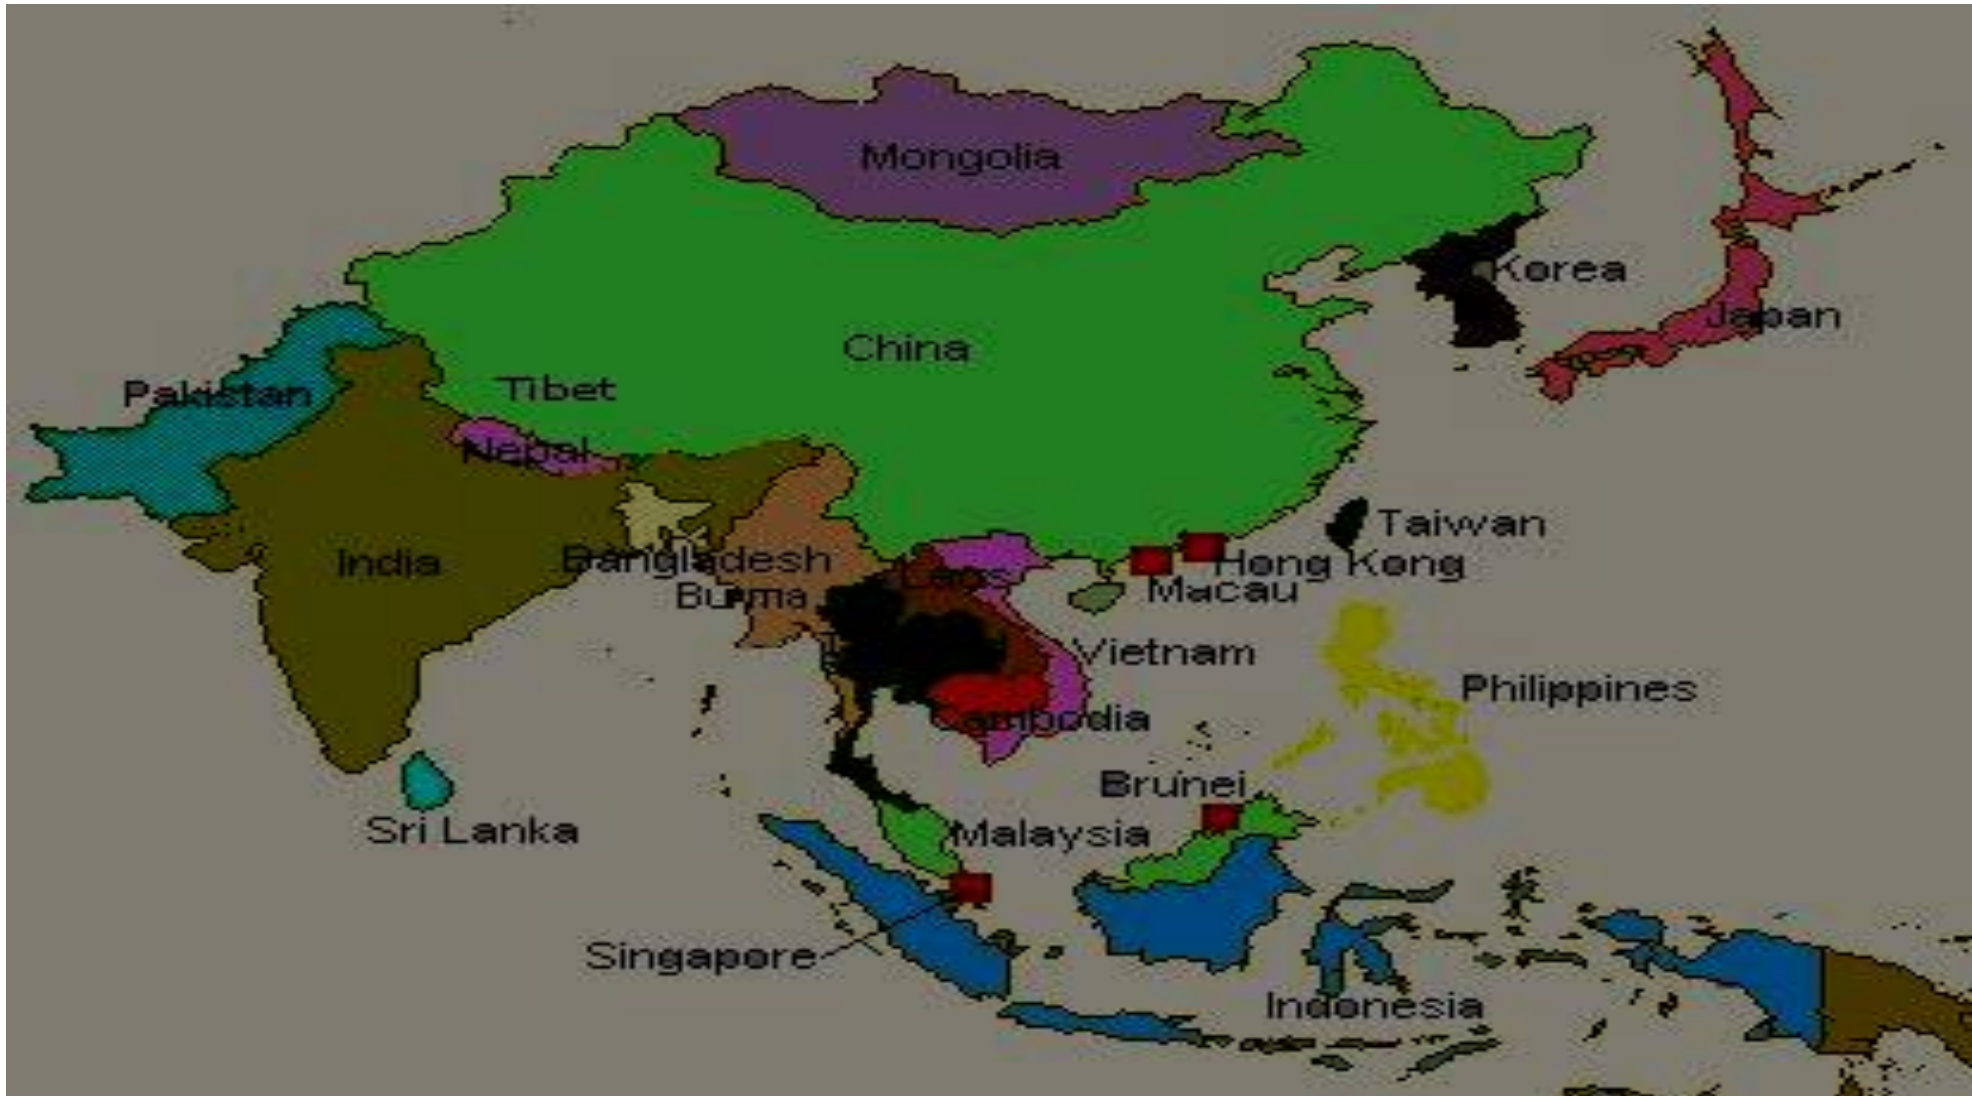 Mongolia
Korea
Japan
China
Pakistan
Tibet
Nepal
Taiwan
India
Bangladesh
Hong Kong
Laos
Burma
Macau
Vietnam
Philippines
Cambodia
Brunei
Sri Lanka
Malaysia
Singapore
Indonesia